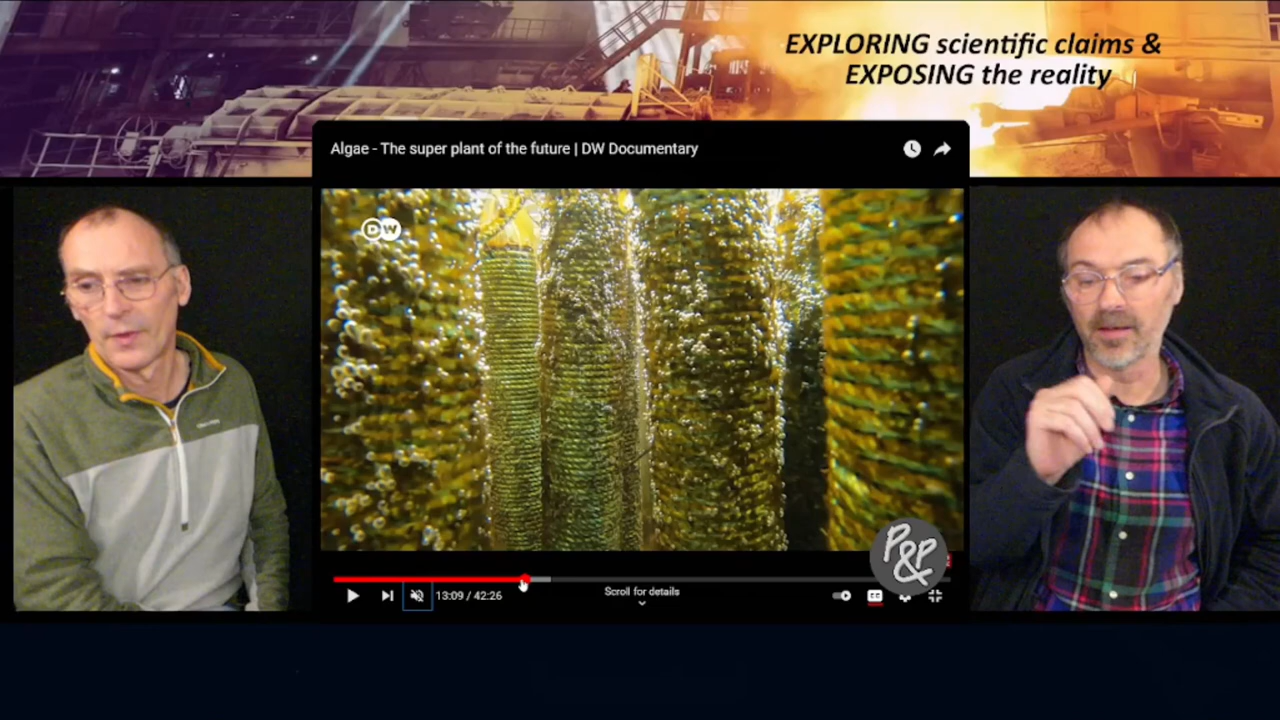 EXPLORING scientific claims &
EXPOSING the reality
Algae - The super plant of the future | DW Documentary
DW
P&P
13:09 / 42:26
Scroll for details
CC